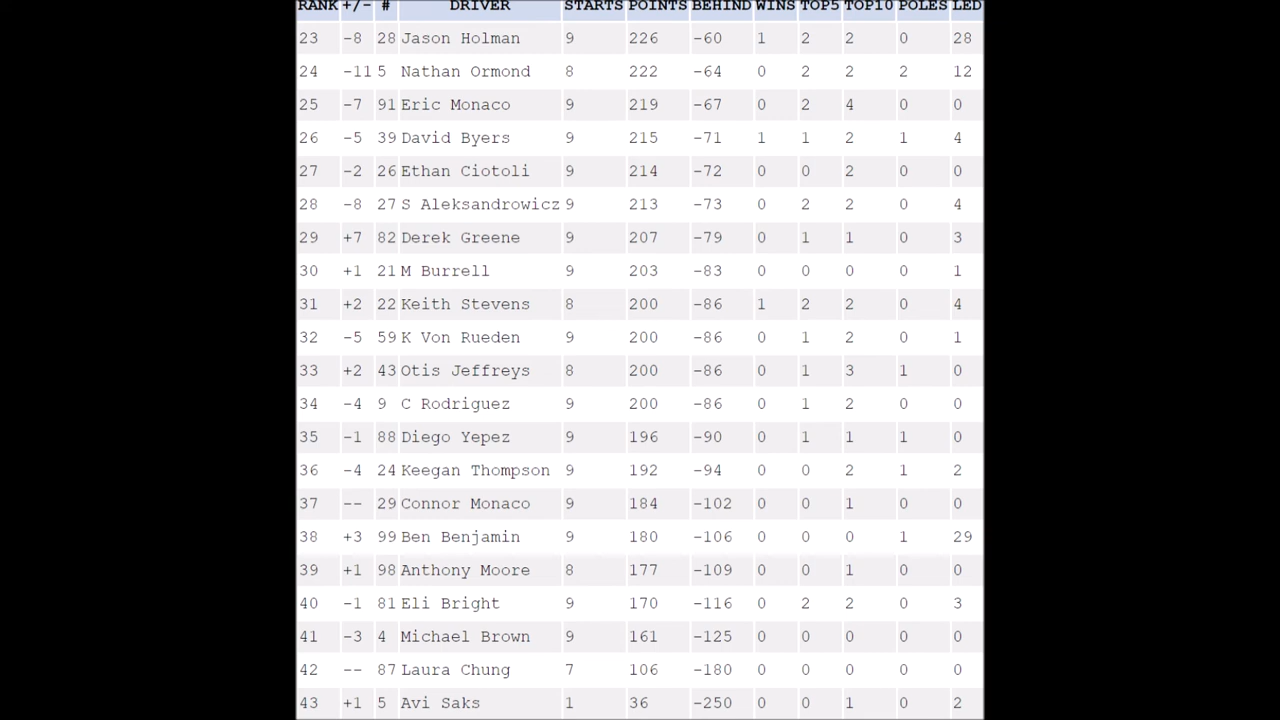 RANK +/- # DRIVER STARTS POINTS BEHIND WINS TOP5 TOP10 POLES LED
23 -8 28 Jason Holman 9 226 -60 1 2 2 0 28
24 -11 5 Nathan Ormond 8 222 -64 0 2 2 2 12
25 -7 91 Eric Monaco 9 219 -67 0 2 4 0 0
26 -5 39 David Byers 9 215 -71 1 1 2 1 4
27 -2 26 Ethan Ciotoli 9 214 -72 0 0 2 0 0
28 -8 27 S Aleksandrowicz 9 213 -73 0 2 2 0 4
29 +7 82 Derek Greene 9 207 -79 0 1 1 0 3
30 +1 21 M Burrell 9 203 -83 0 0 0 0 1
31 +2 22 Keith Stevens 8 200 -86 1 2 2 0 4
32 -5 59 K Von Rueden 9 200 -86 0 1 2 0 1
33 +2 43 Otis Jeffreys 8 200 -86 0 1 3 1 0
34 -4 9 C Rodriguez 9 200 -86 0 1 2 0 0
35 -1 88 Diego Yepez 9 196 -90 0 1 1 1 0
36 -4 24 Keegan Thompson 9 192 -94 0 0 2 1 2
37 -- 29 Connor Monaco 9 184 -102 0 0 1 0 0
38 +3 99 Ben Benjamin 9 180 -106 0 0 0 1 29
39 +1 98 Anthony Moore 8 177 -109 0 0 1 0 0
40 -1 81 Eli Bright 9 170 -116 0 2 2 0 3
41 -3 4 Michael Brown 9 161 -125 0 0 0 0 0
42 -- 87 Laura Chung 7 106 -180 0 0 0 0 0
43 +1 5 Avi Saks 1 36 -250 0 0 1 0 2